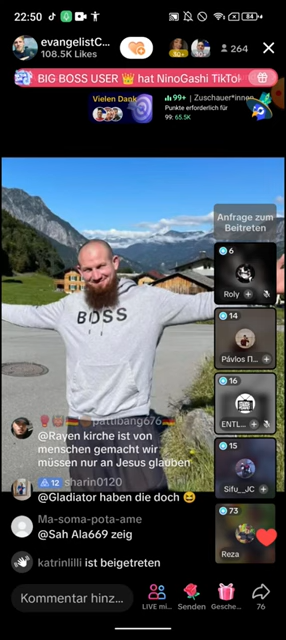 22:50
84
evangelistC...
108.5K Likes
10+
264
BIG BOSS USER 👑 hat NinoGashi TikTok
Vielen Dank
99+ | Zuschauer*innen
Punkte erforderlich für
99: 65.5K
Anfrage zum
Beitreten
BOSS
6
Roly
14
Pávlos Π...
16
ENTL...
15
Sifu__JC
73
Reza
pattibang676
@Rayen kirche ist von
menschen gemacht wir
müssen nur an Jesus glauben
12 sharin0120
@Gladiator haben die doch 😆
Ma-soma-pota-ame
@Sah Ala669 zeig
katrinlilli ist beigetreten
Kommentar hinz...
LIVE mi...
Senden
Gesche...
76